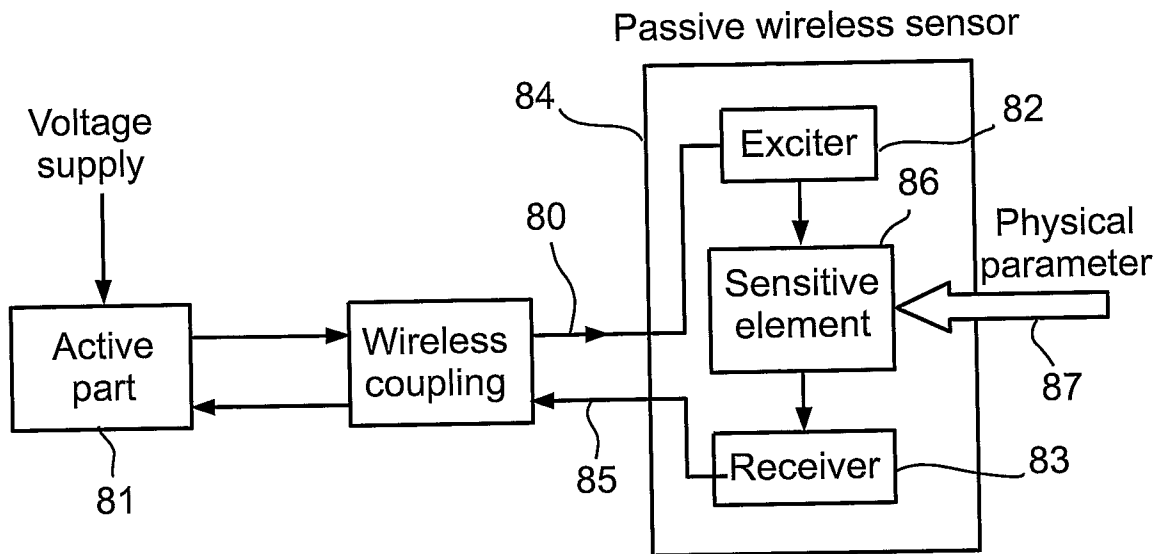 Passive wireless sensor
84
82
Voltage
supply
Exciter
86
80
Physical
parameter
Sensitive
element
Active
part
Wireless
coupling
87
85
Receiver
83
81